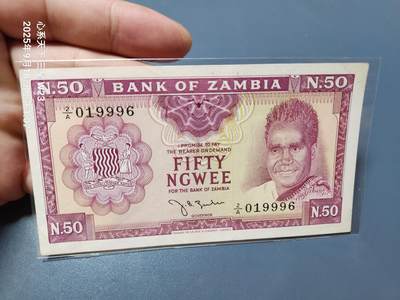 N.50
BANK OF ZAMBIA
N.50
2/A 019996
I PROMISE TO PAY
THE BEARER ON DEMAND
FIFTY
NGWEE
FOR THE BANK OF ZAMBIA
GOVERNOR
2/A 019996
N.50
N.50